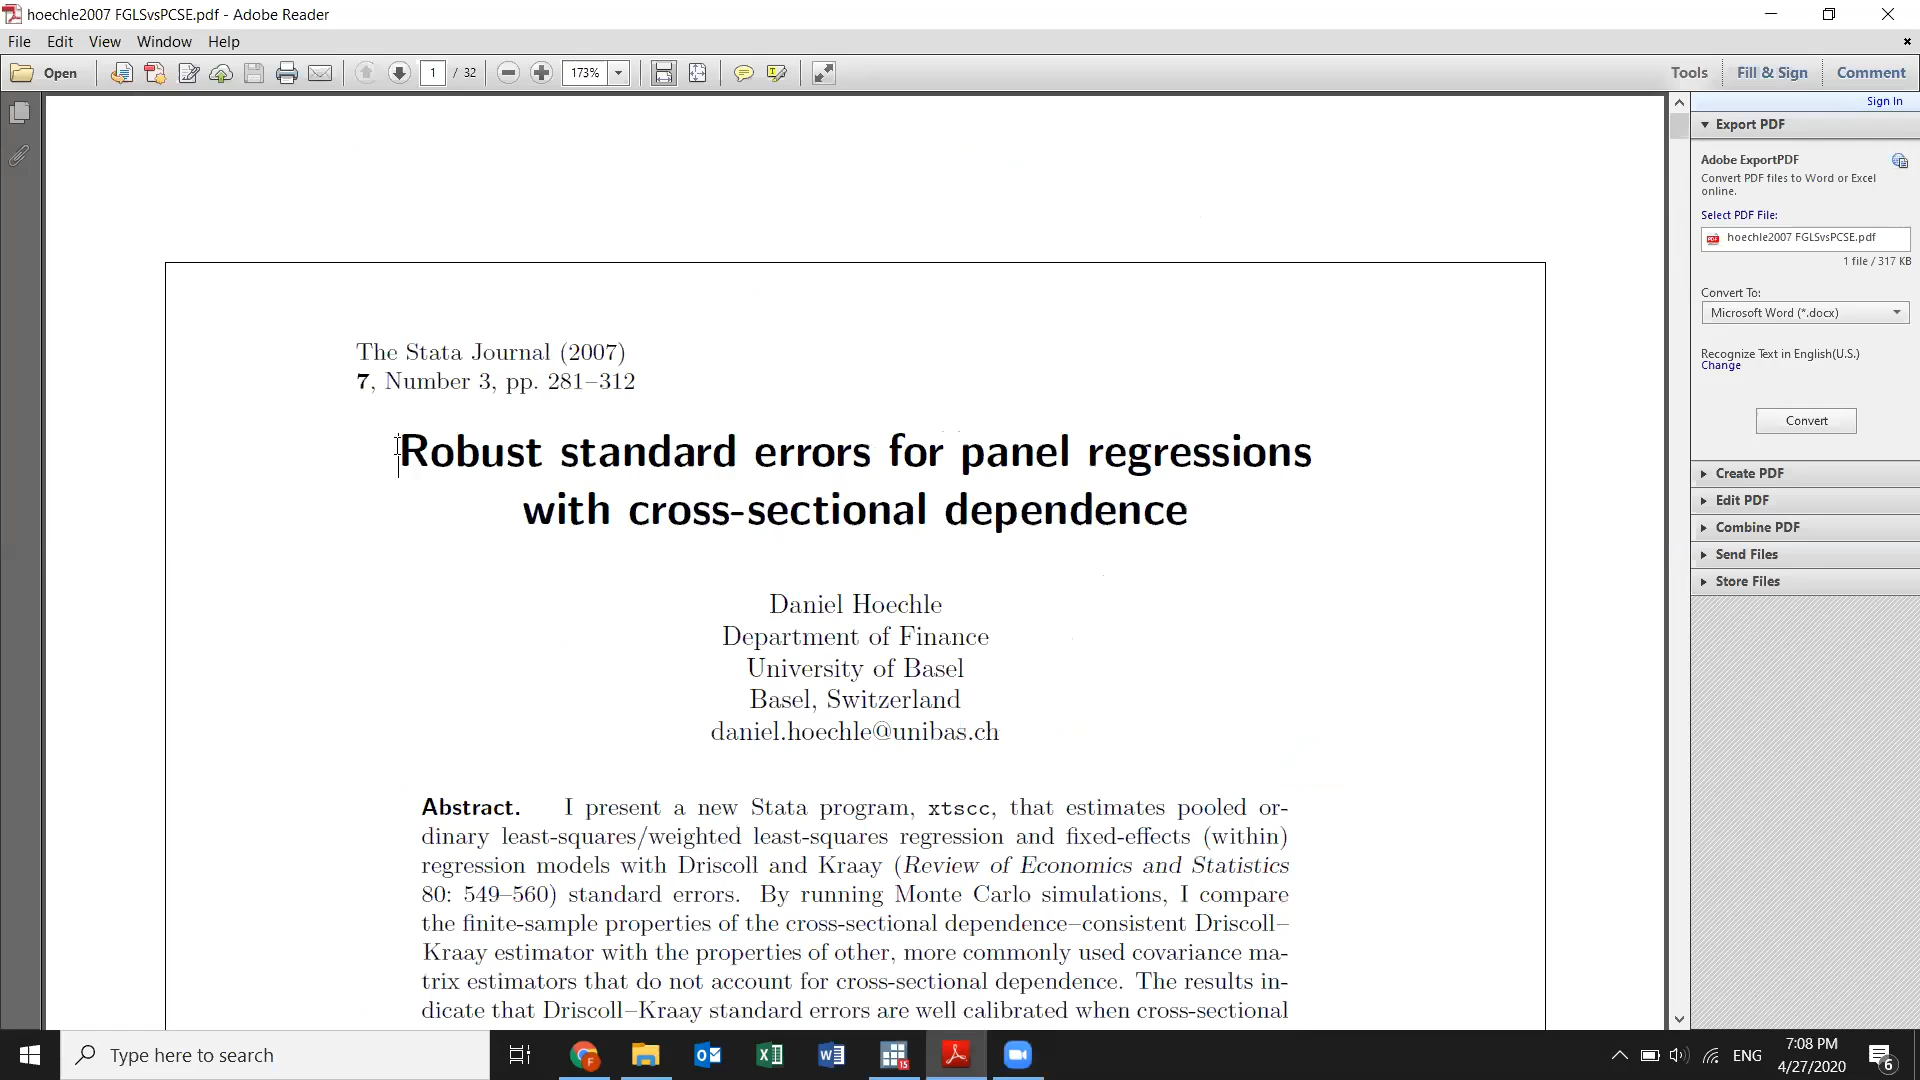 hoechle2007 FGLSvsPCSE.pdf - Adobe Reader
File Edit View Window Help
Open 1 / 32 173% Tools Fill & Sign Comment
Sign In
Export PDF
Adobe ExportPDF
Convert PDF files to Word or Excel
online.
Select PDF File:
hoechle2007 FGLSvsPCSE.pdf
1 file / 317 KB
Convert To:
Microsoft Word (*.docx)
Recognize Text in English(U.S.)
Change
Convert
Create PDF
Edit PDF
Combine PDF
Send Files
Store Files
The Stata Journal (2007)
7, Number 3, pp. 281–312
Robust standard errors for panel regressions
with cross-sectional dependence
Daniel Hoechle
Department of Finance
University of Basel
Basel, Switzerland
daniel.hoechle@unibas.ch
Abstract. I present a new Stata program, xtscc, that estimates pooled or-
dinary least-squares/weighted least-squares regression and fixed-effects (within)
regression models with Driscoll and Kraay (Review of Economics and Statistics
80: 549–560) standard errors. By running Monte Carlo simulations, I compare
the finite-sample properties of the cross-sectional dependence–consistent Driscoll–
Kraay estimator with the properties of other, more commonly used covariance ma-
trix estimators that do not account for cross-sectional dependence. The results in-
dicate that Driscoll–Kraay standard errors are well calibrated when cross-sectional
Type here to search
15
ENG
7:08 PM
4/27/2020
6